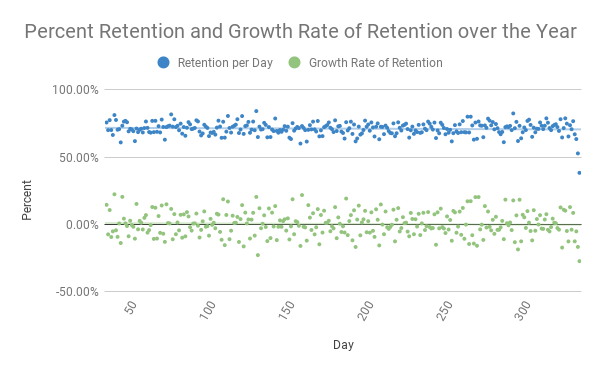 Percent Retention and Growth Rate of Retention over the Year
Retention per Day
Growth Rate of Retention
100.00%
50.00%
0.00%
-50.00%
Percent
50
100
150
200
250
300
Day